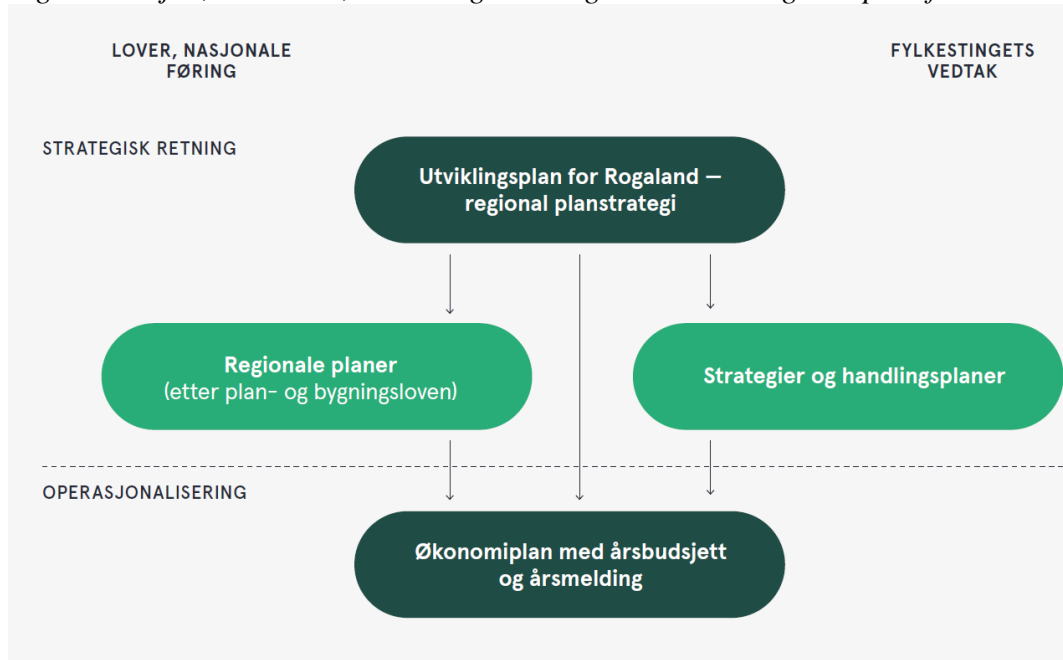 LOVER, NASJONALE
FØRING
FYLKESTINGETS
VEDTAK
STRATEGISK RETNING
Utviklingsplan for Rogaland —
regional planstrategi
Regionale planer
(etter plan- og bygningsloven)
Strategier og handlingsplaner
OPERASJONALISERING
Økonomiplan med årsbudsjett
og årsmelding